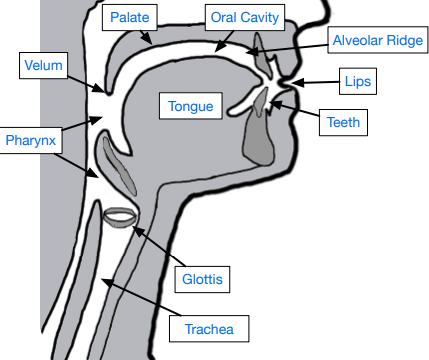 Palate
Oral Cavity
Alveolar Ridge
Velum
Lips
Tongue
Teeth
Pharynx
Glottis
Trachea